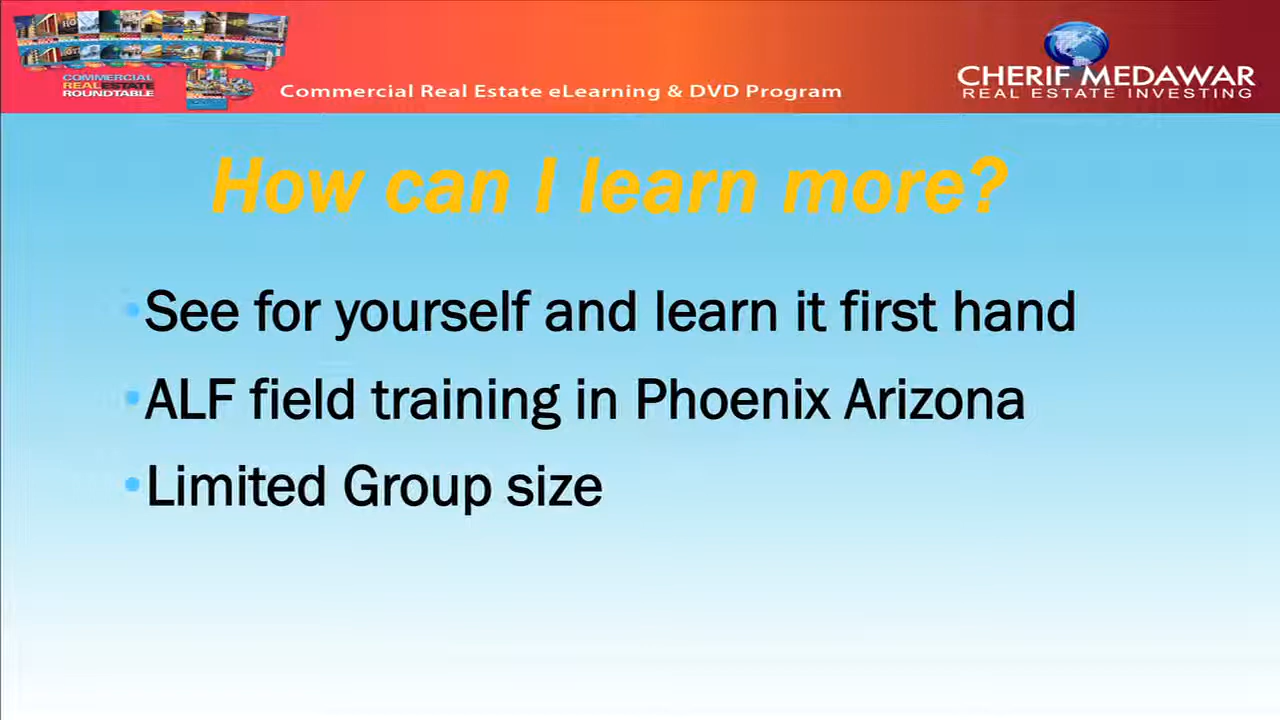 COMMERCIAL
REAL ESTATE
ROUNDTABLE
Commercial Real Estate eLearning & DVD Program
CHERIF MEDAWAR
REAL ESTATE INVESTING
How can I learn more?
•See for yourself and learn it first hand
•ALF field training in Phoenix Arizona
•Limited Group size